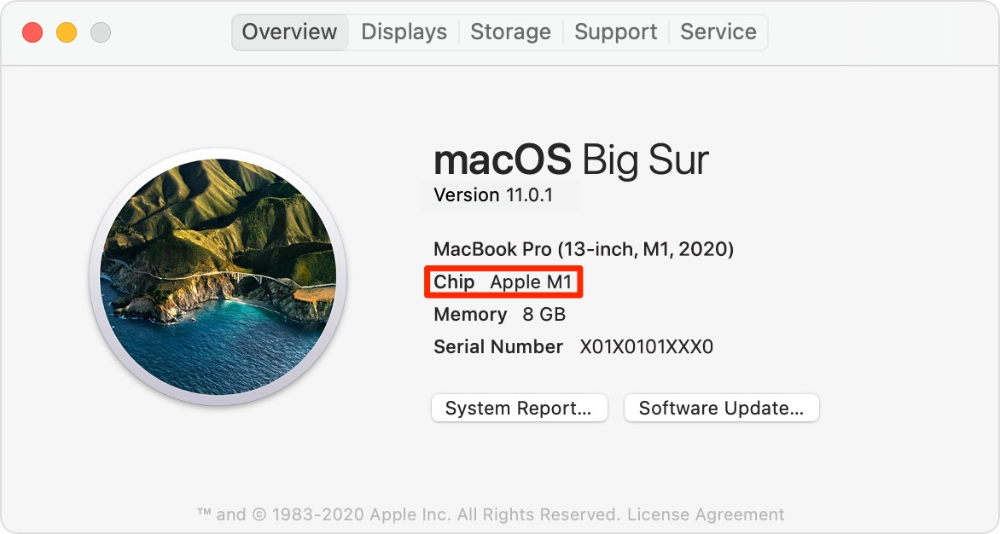 Overview Displays Storage Support Service
macOS Big Sur
Version 11.0.1
MacBook Pro (13-inch, M1, 2020)
Chip Apple M1
Memory 8 GB
Serial Number X01X0101XXX0
System Report... Software Update...
™ and © 1983-2020 Apple Inc. All Rights Reserved. License Agreement